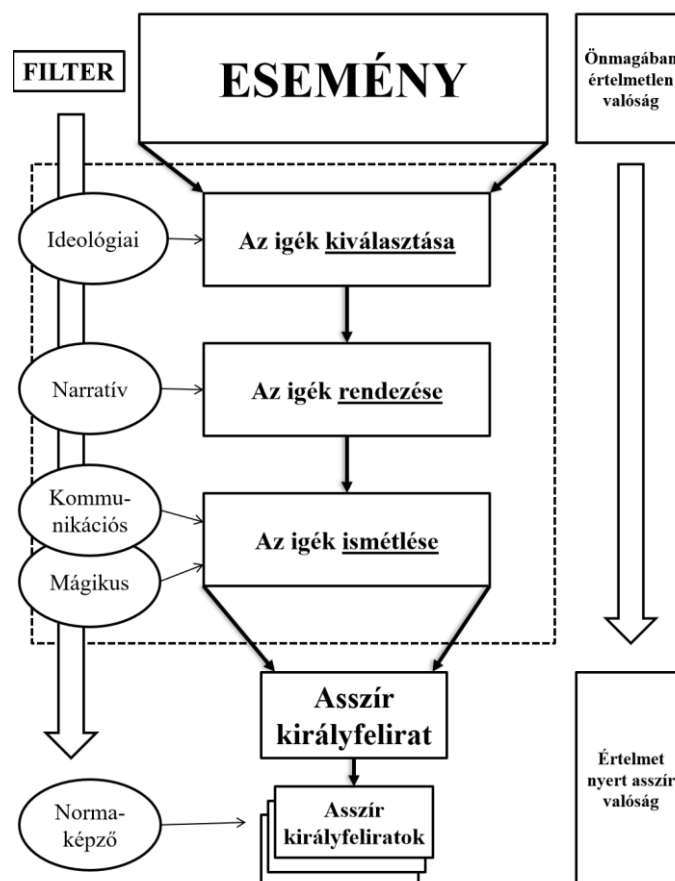 FILTER
ESEMÉNY
Önmagában
értelmetlen
valóság
Ideológiai
Az igék kiválasztása
Narratív
Az igék rendezése
Kommu-
nikációs
Mágikus
Az igék ismétlése
Asszír
királyfelirat
Értelmet
nyert asszír
valóság
Norma-
képző
Asszír
királyfeliratok